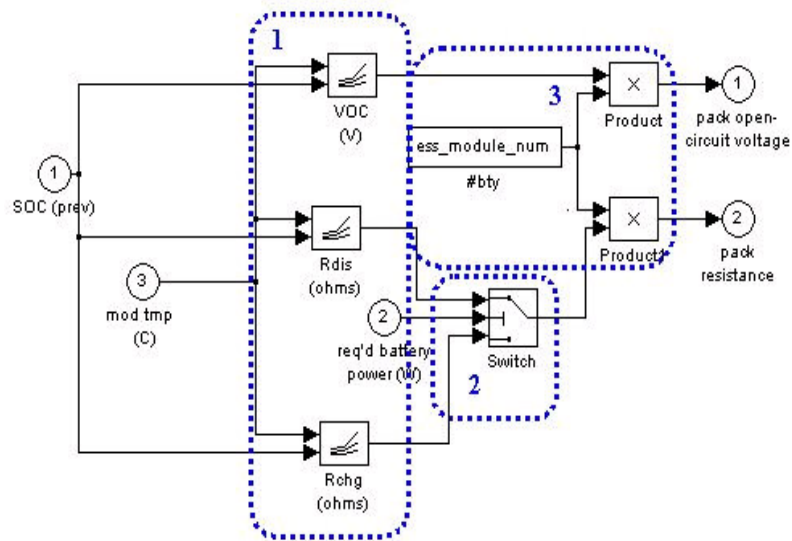 1
VOC
(V)
3
×
Product
1
pack open-
circuit voltage
ess_module_num
#bty
1
SOC (prev)
Rdis
(ohms)
×
Product1
2
pack
resistance
3
mod tmp
(C)
2
req'd battery
power (W)
Switch
2
Rchg
(ohms)